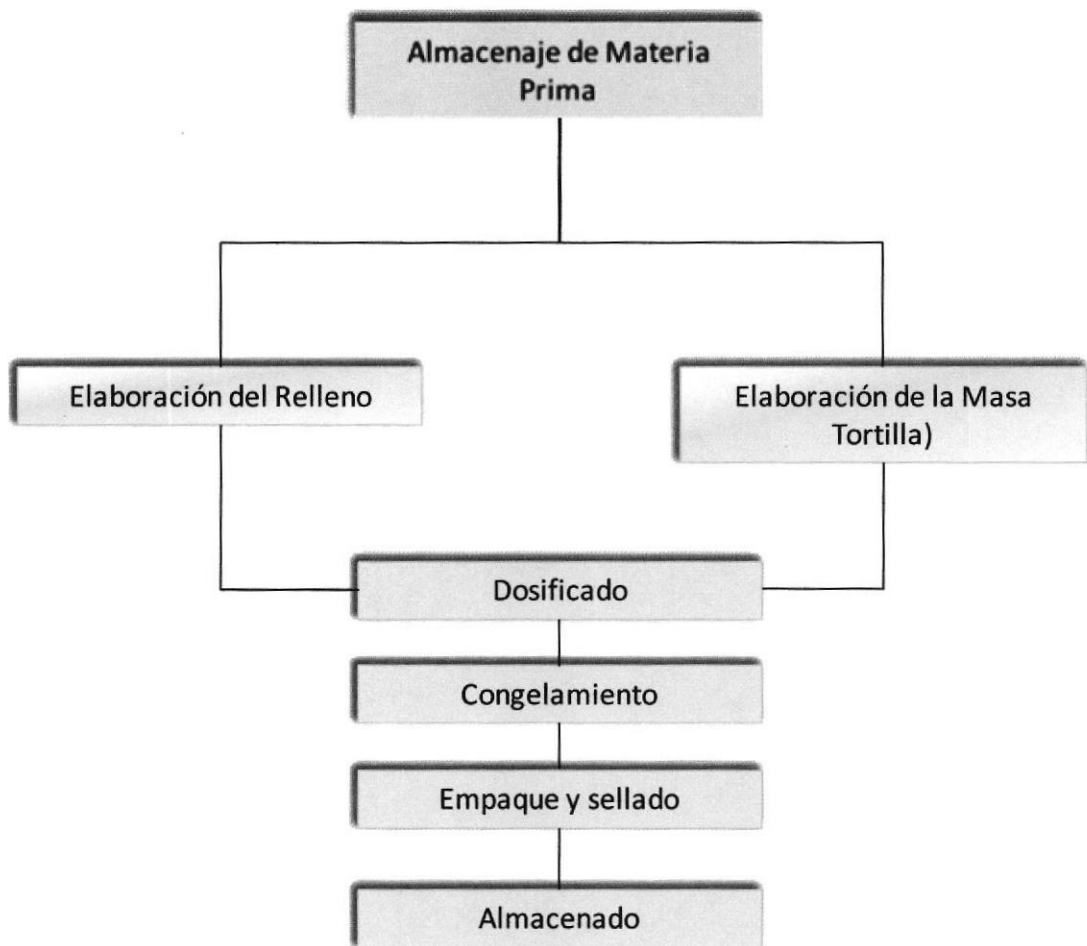 Almacenaje de Materia
Prima
Elaboración del Relleno
Elaboración de la Masa
Tortilla)
Dosificado
Congelamiento
Empaque y sellado
Almacenado